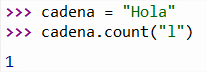 >>> cadena = "Hola"
>>> cadena.count("l")
1